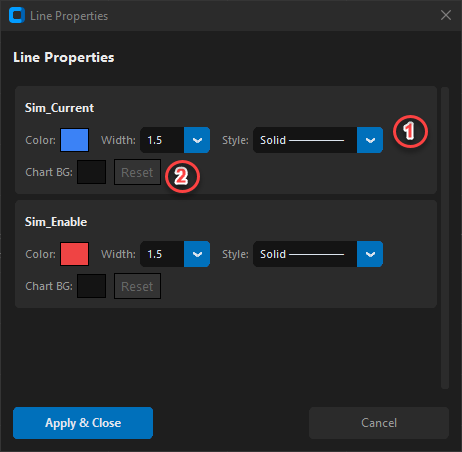 Line Properties
Line Properties
Sim_Current
Color: Width: 1.5 Style: Solid
1
Chart BG: Reset
2
Sim_Enable
Color: Width: 1.5 Style: Solid
Chart BG: Reset
Apply & Close Cancel